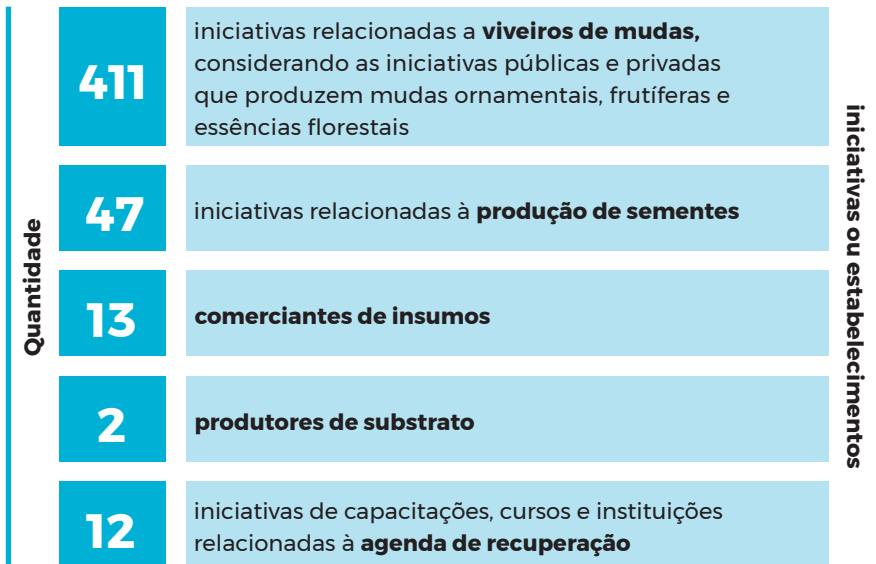 Quantidade
411
iniciativas relacionadas a viveiros de mudas,
considerando as iniciativas públicas e privadas
que produzem mudas ornamentais, frutíferas e
essências florestais
47
iniciativas relacionadas à produção de sementes
13
comerciantes de insumos
2
produtores de substrato
12
iniciativas de capacitações, cursos e instituições
relacionadas à agenda de recuperação
iniciativas ou estabelecimentos